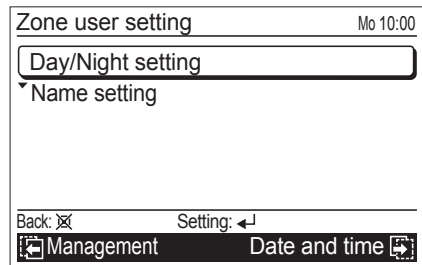 Zone user setting Mo 10:00
Day/Night setting
Name setting
Back: Setting:
Management Date and time